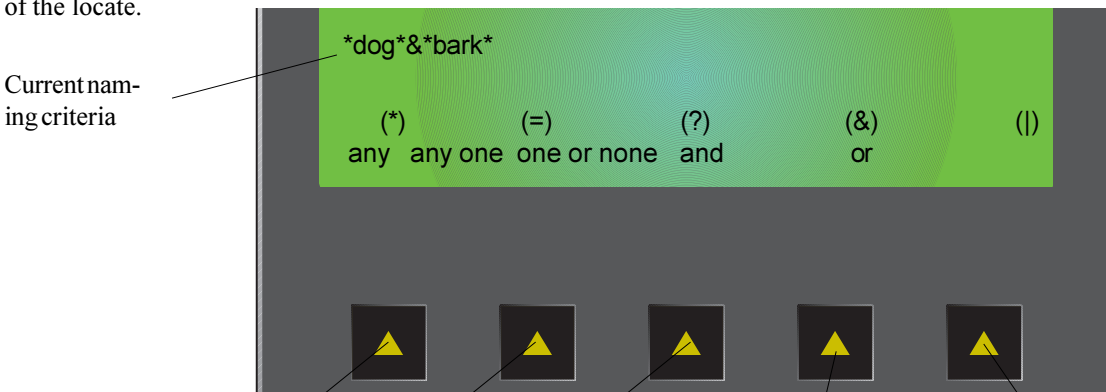 of the locate.
Current nam-
ing criteria
*dog*&*bark*
(*) (=) (?) (&) (|)
any any one one or none and or